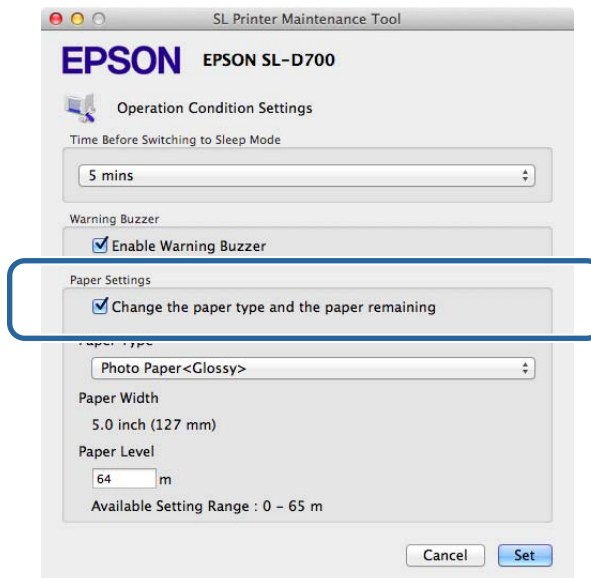 SL Printer Maintenance Tool
EPSON EPSON SL-D700
Operation Condition Settings
Time Before Switching to Sleep Mode
5 mins
Warning Buzzer
Enable Warning Buzzer
Paper Settings
Change the paper type and the paper remaining
Paper Type
Photo Paper<Glossy>
Paper Width
5.0 inch (127 mm)
Paper Level
64 m
Available Setting Range : 0 – 65 m
Cancel Set